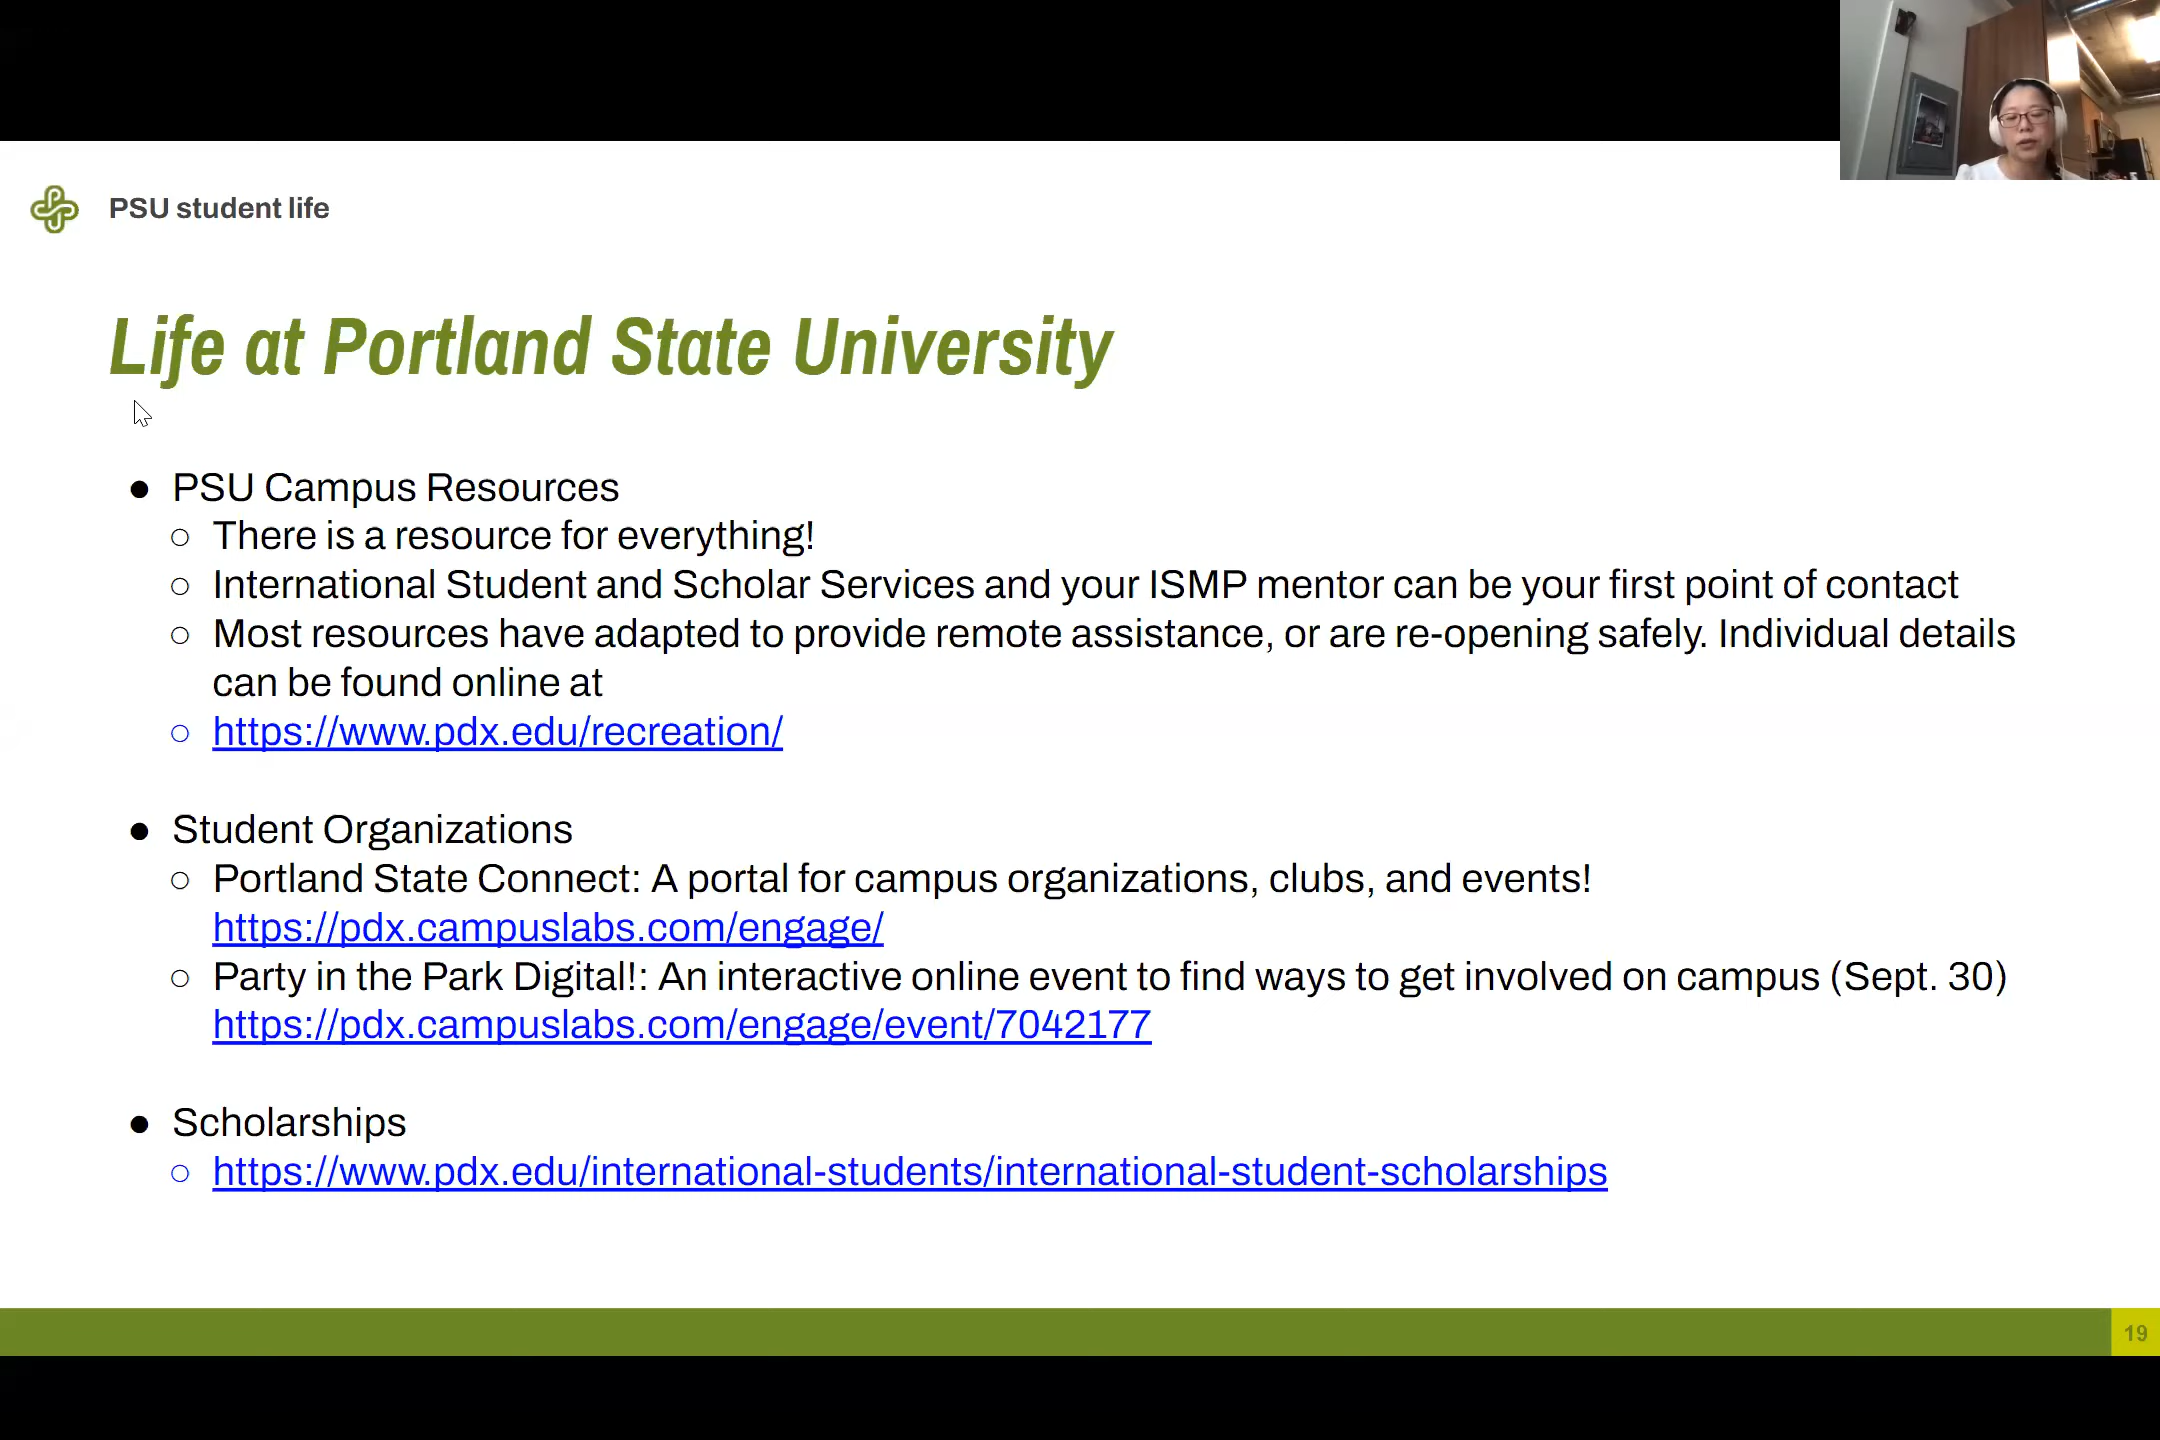 PSU student life
Life at Portland State University
● PSU Campus Resources
○ There is a resource for everything!
○ International Student and Scholar Services and your ISMP mentor can be your first point of contact
○ Most resources have adapted to provide remote assistance, or are re-opening safely. Individual details
can be found online at
○ https://www.pdx.edu/recreation/
● Student Organizations
○ Portland State Connect: A portal for campus organizations, clubs, and events!
https://pdx.campuslabs.com/engage/
○ Party in the Park Digital!: An interactive online event to find ways to get involved on campus (Sept. 30)
https://pdx.campuslabs.com/engage/event/7042177
● Scholarships
○ https://www.pdx.edu/international-students/international-student-scholarships
19